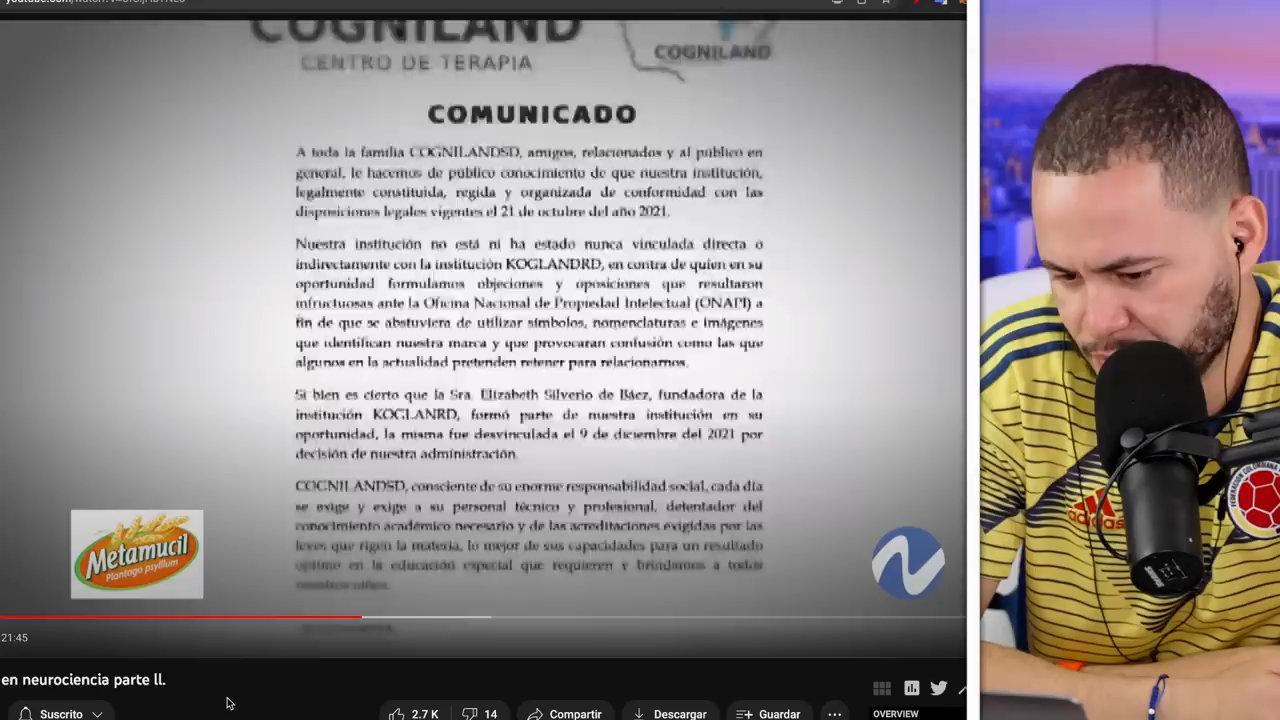 COGNILAND
CENTRO DE TERAPIA
COGNILAND
COMUNICADO
A toda la familia COGNILANDSD, amigos, relacionados y al público en
general, le hacemos de público conocimiento de que nuestra institución,
legalmente constituida, regida y organizada de conformidad con las
disposiciones legales vigentes el 21 de octubre del año 2021.
Nuestra institución no está ni ha estado nunca vinculada directa o
indirectamente con la institución KOGLANDRD, en contra de quien en su
oportunidad formulamos objeciones y oposiciones que resultaron
infructuosas ante la Oficina Nacional de Propiedad Intelectual (ONAPI) a
fin de que se abstuviera de utilizar símbolos, nomenclaturas e imágenes
que identifican nuestra marca y que provocaran confusión como las que
algunos en la actualidad pretenden retener para relacionarnos.
Si bien es cierto que la Sra. Elizabeth Silverio de Báez, fundadora de la
institución KOGLANRD, formó parte de nuestra institución en su
oportunidad, la misma fue desvinculada el 9 de diciembre del 2021 por
decisión de nuestra administración.
COGNILANDSD, consciente de su enorme responsabilidad social, cada día
se exige y exige a su personal técnico y profesional, detentador del
conocimiento académico necesario y de las acreditaciones exigidas por las
leyes que rigen la materia, lo mejor de sus capacidades para un resultado
optimo en la educación especial que requieren y brindamos a todos
Metamucil
Plantago psyllium
21:45
en neurociencia parte ll.
Suscrito
2.7 K
14
Compartir
Descargar
Guardar
OVERVIEW
FEDERACION COLOMBIANA
adidas
SHURE